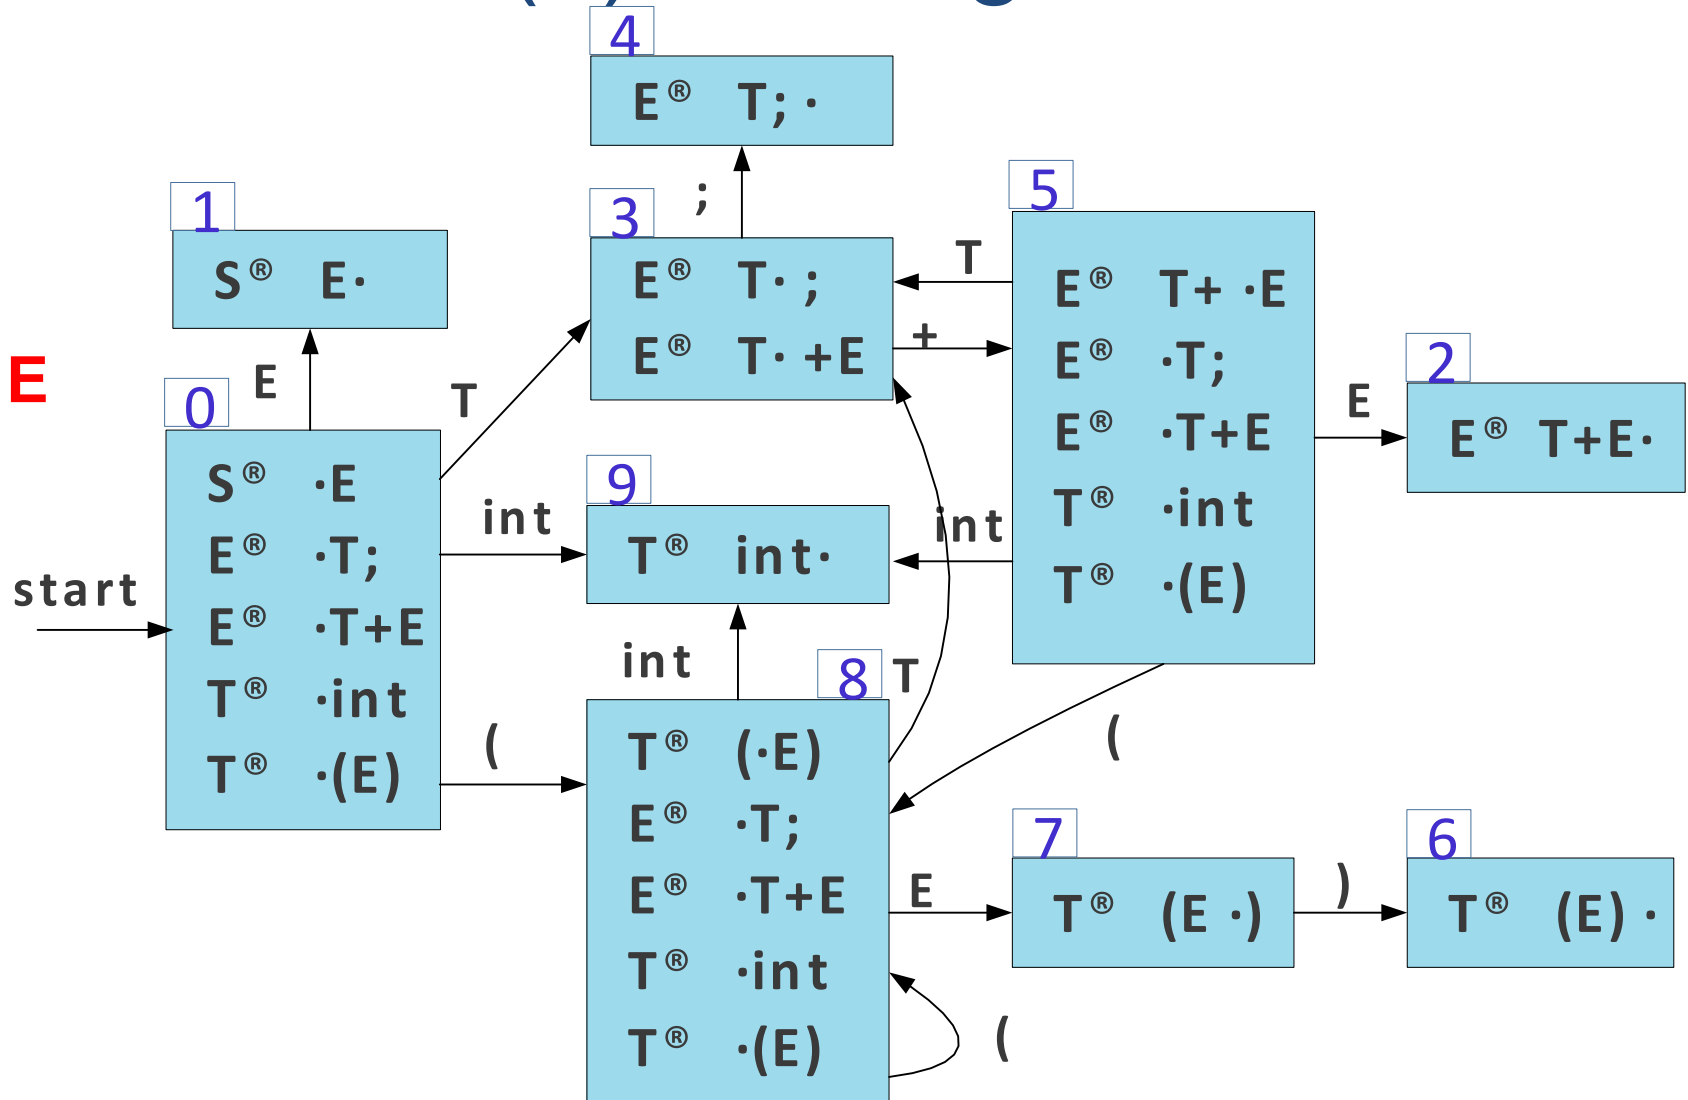 4
E® T; ·
;
1
S® E·
E
0
E
T
S® ·E
E® ·T;
E® ·T+E
T® ·int
T® ·(E)
start
3
E® T· ;
E® T· +E
T
+
5
E® T+ ·E
E® ·T;
E® ·T+E
T® ·int
T® ·(E)
E
2
E® T+E·
int
9
T® int·
int
int
(
8
T
T® (·E)
E® ·T;
E® ·T+E
T® ·int
T® ·(E)
(
(
E
7
T® (E ·)
)
6
T® (E) ·